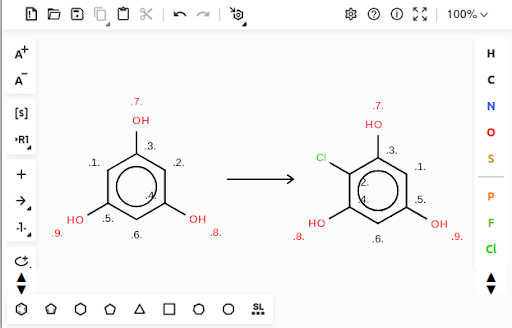 100%
A+
A-
[s]
›R1
+
-1-
H
C
N
O
S
P
F
Cl
.7.
OH
.3.
.1.
.2.
.4.
HO
.5.
OH
.9.
.6.
.8.
.7.
HO
Cl
.3.
.1.
.2.
.4.
.5.
HO
OH
.8.
.6.
.9.
SL